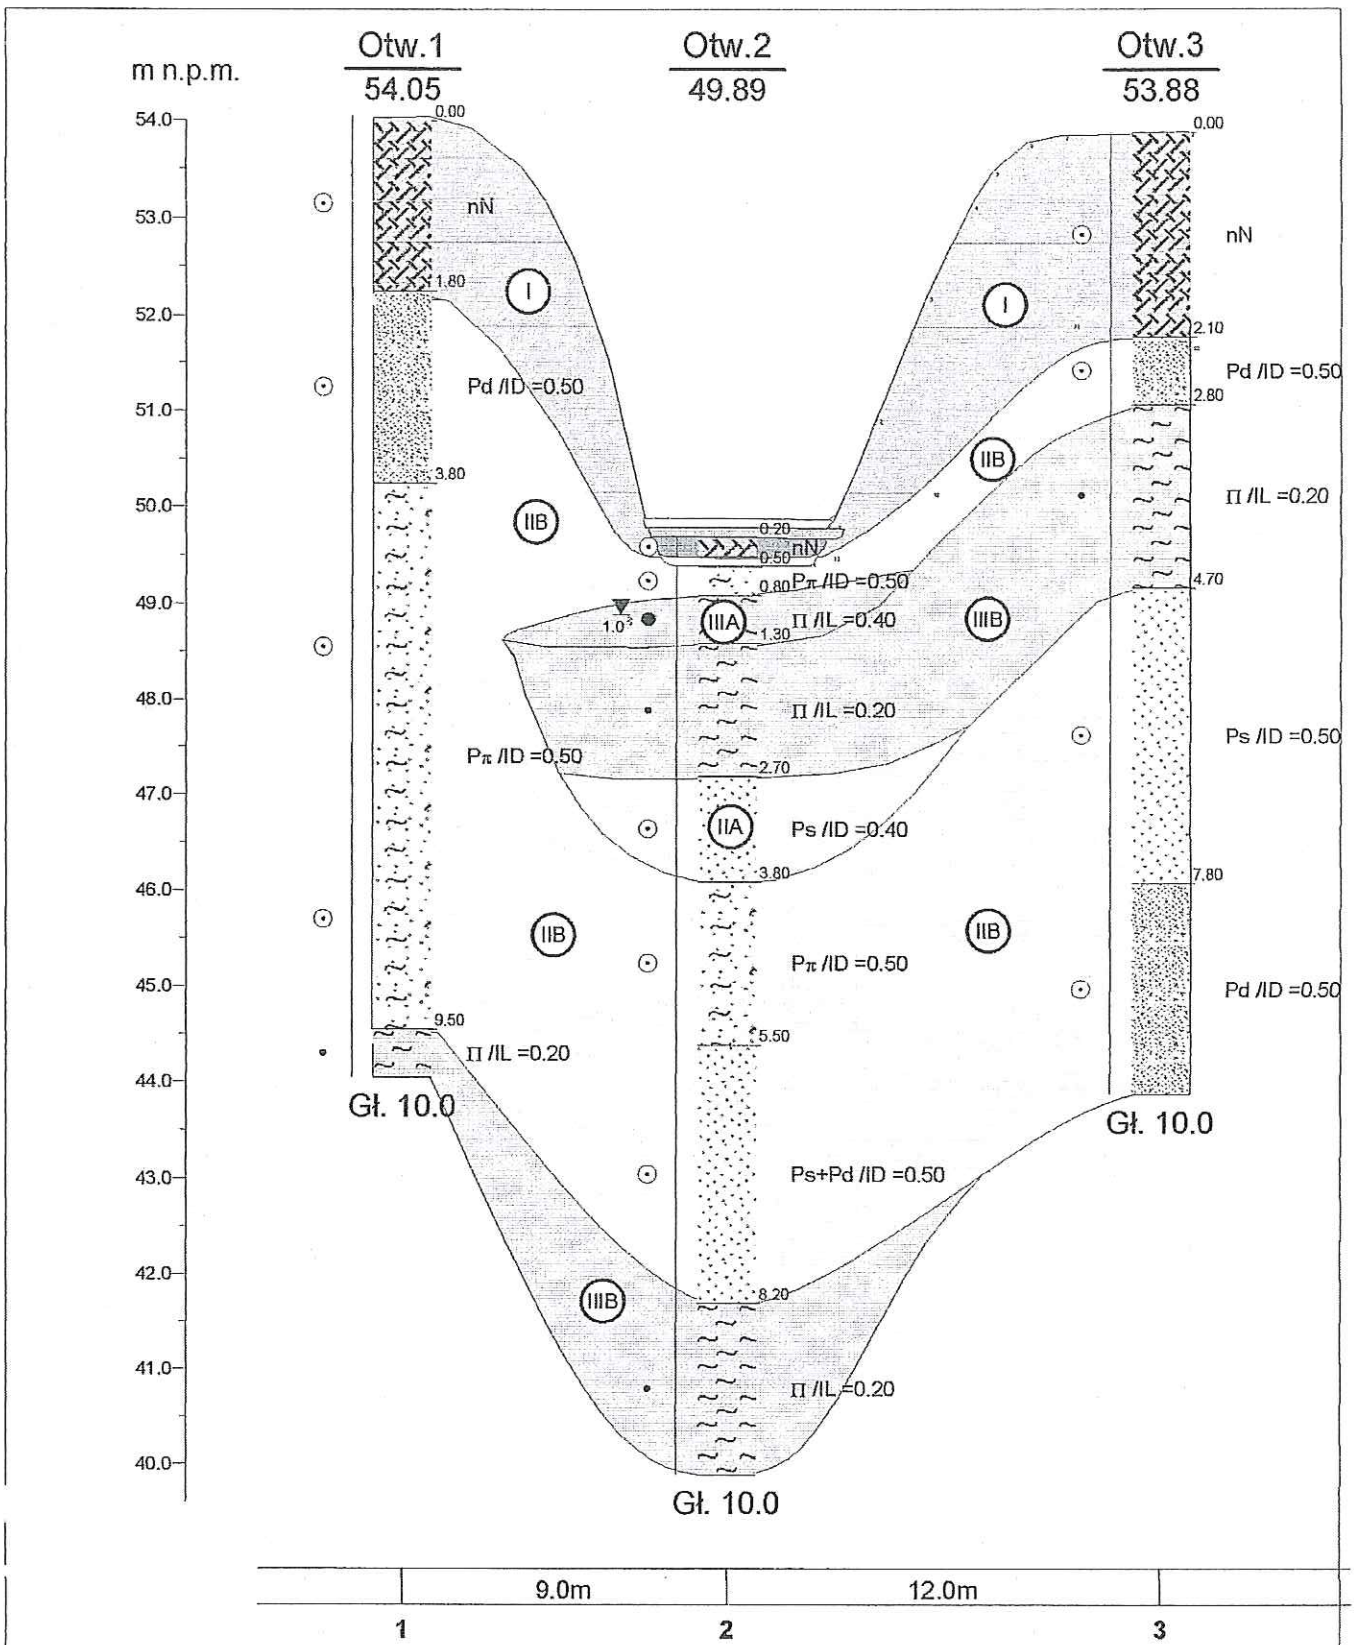 Otw.1
Otw.2
Otw.3
m n.p.m.
54.05
49.89
53.88
54.0
0.00
0.00
53.0
nN
nN
1.80
I
I
52.0
2.10
Pd /ID =0.50
Pd /ID =0.50
2.80
51.0
3.80
IIB
Π /IL =0.20
50.0
IIB
0.20
nN
0.50
0.80
Pπ /ID =0.50
4.70
49.0
1.0
IIIA
1.30
Π /IL =0.40
IIIB
48.0
Π /IL =0.20
Pπ /ID =0.50
2.70
Ps /ID =0.50
47.0
IIA
Ps /ID =0.40
3.80
7.80
46.0
IIB
IIB
Pπ /ID =0.50
45.0
Pd /ID =0.50
9.50
5.50
Π /IL =0.20
44.0
Gł. 10.0
Gł. 10.0
43.0
Ps+Pd /ID =0.50
42.0
IIIB
8.20
41.0
Π /IL =0.20
40.0
Gł. 10.0
9.0m
12.0m
1
2
3